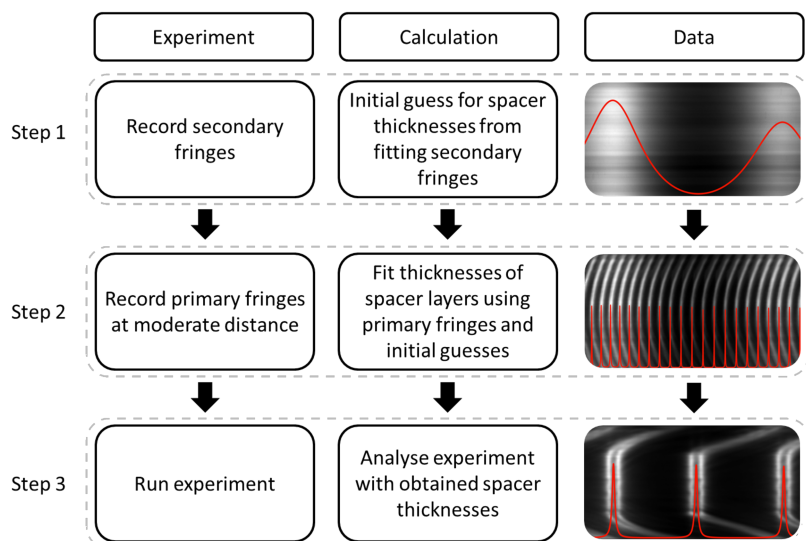 Experiment
Calculation
Data
Step 1
Record secondary
fringes
Initial guess for spacer
thicknesses from
fitting secondary
fringes
Step 2
Record primary fringes
at moderate distance
Fit thicknesses of
spacer layers using
primary fringes and
initial guesses
Step 3
Run experiment
Analyse experiment
with obtained spacer
thicknesses